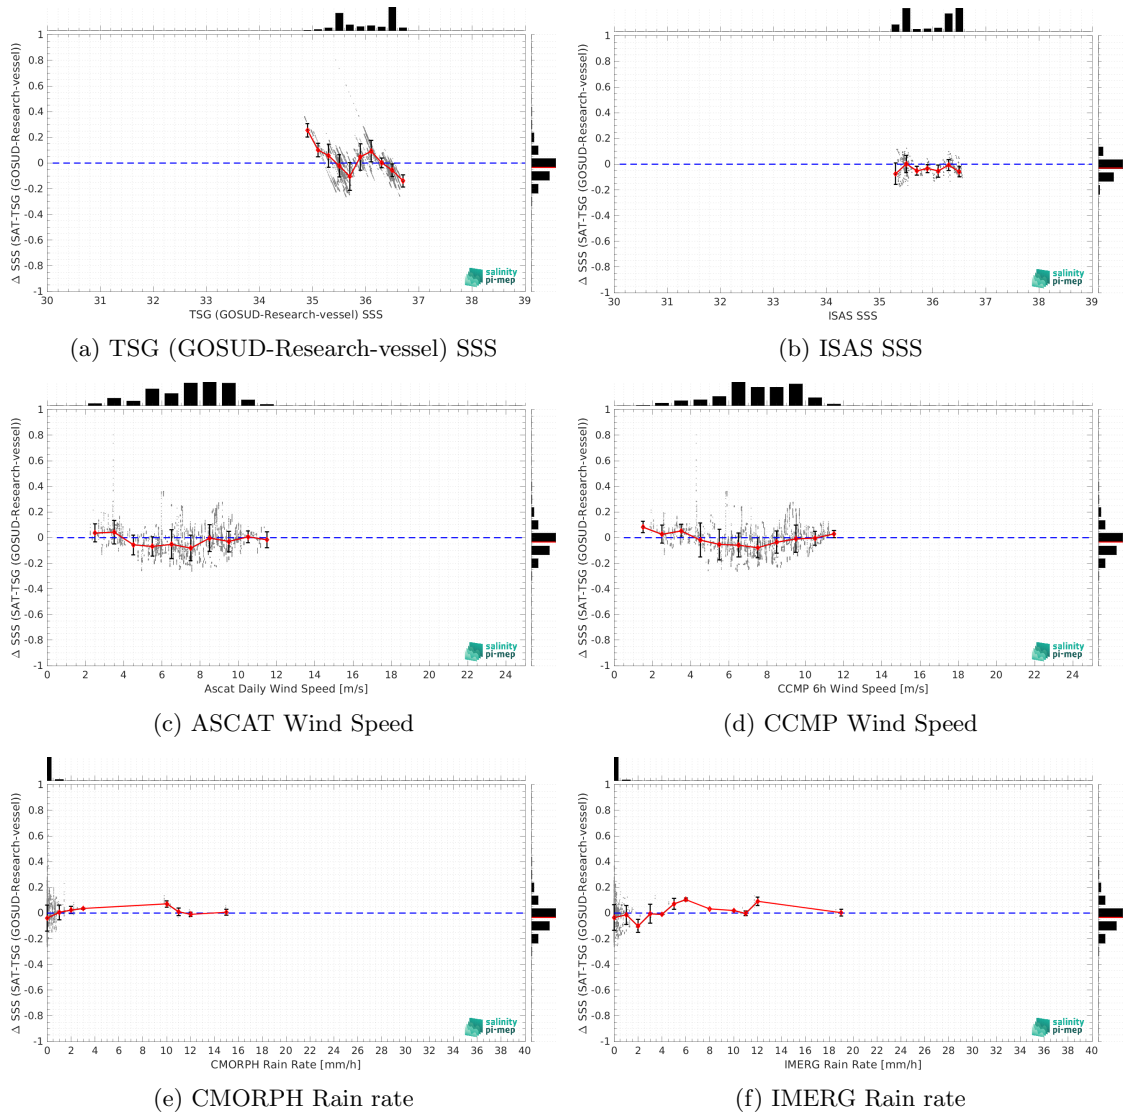 Δ SSS (SAT-TSG (GOSUD-Research-vessel))
1
0.8
0.6
0.4
0.2
0
-0.2
-0.4
-0.6
-0.8
-1
30 31 32 33 34 35 36 37 38 39
TSG (GOSUD-Research-vessel) SSS
salinity
pi-mep
(a) TSG (GOSUD-Research-vessel) SSS
Δ SSS (SAT-TSG (GOSUD-Research-vessel))
1
0.8
0.6
0.4
0.2
0
-0.2
-0.4
-0.6
-0.8
-1
30 31 32 33 34 35 36 37 38 39
ISAS SSS
salinity
pi-mep
(b) ISAS SSS
Δ SSS (SAT-TSG (GOSUD-Research-vessel))
1
0.8
0.6
0.4
0.2
0
-0.2
-0.4
-0.6
-0.8
-1
0 2 4 6 8 10 12 14 16 18 20 22 24
Ascat Daily Wind Speed [m/s]
salinity
pi-mep
(c) ASCAT Wind Speed
Δ SSS (SAT-TSG (GOSUD-Research-vessel))
1
0.8
0.6
0.4
0.2
0
-0.2
-0.4
-0.6
-0.8
-1
0 2 4 6 8 10 12 14 16 18 20 22 24
CCMP 6h Wind Speed [m/s]
salinity
pi-mep
(d) CCMP Wind Speed
Δ SSS (SAT-TSG (GOSUD-Research-vessel))
1
0.8
0.6
0.4
0.2
0
-0.2
-0.4
-0.6
-0.8
-1
0 2 4 6 8 10 12 14 16 18 20 22 24 26 28 30 32 34 36 38 40
CMORPH Rain Rate [mm/h]
salinity
pi-mep
(e) CMORPH Rain rate
Δ SSS (SAT-TSG (GOSUD-Research-vessel))
1
0.8
0.6
0.4
0.2
0
-0.2
-0.4
-0.6
-0.8
-1
0 2 4 6 8 10 12 14 16 18 20 22 24 26 28 30 32 34 36 38 40
IMERG Rain Rate [mm/h]
salinity
pi-mep
(f) IMERG Rain rate